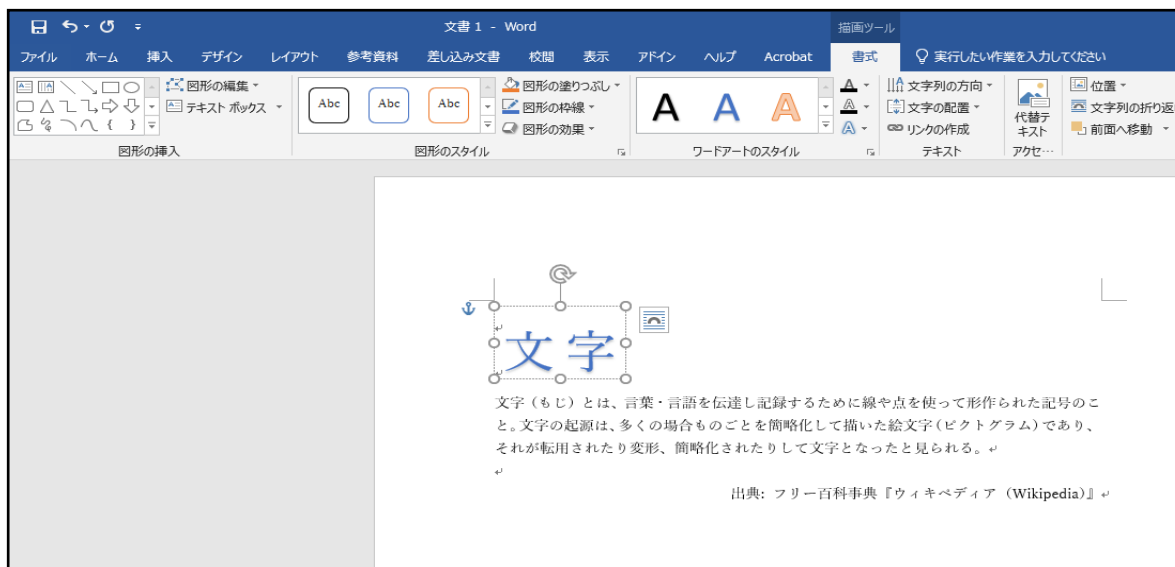 文書 1 - Word
描画ツール
ファイル ホーム 挿入 デザイン レイアウト 参考資料 差し込み文書 校閲 表示 アドイン ヘルプ Acrobat 書式 実行したい作業を入力してください
図形の編集
テキスト ボックス
図形の挿入
Abc Abc Abc
図形の塗りつぶし
図形の枠線
図形の効果
図形のスタイル
A A A
ワードアートのスタイル
文字列の方向
文字の配置
リンクの作成
テキスト
代替テ
キスト
アクセ…
位置
文字列の折り返
前面へ移動
文字
文字（もじ）とは、言葉・言語を伝達し記録するために線や点を使って形作られた記号のこ
と。文字の起源は、多くの場合ものごとを簡略化して描いた絵文字（ピクトグラム）であり、
それが転用されたり変形、簡略化されたりして文字となったと見られる。
出典: フリー百科事典『ウィキペディア（Wikipedia）』